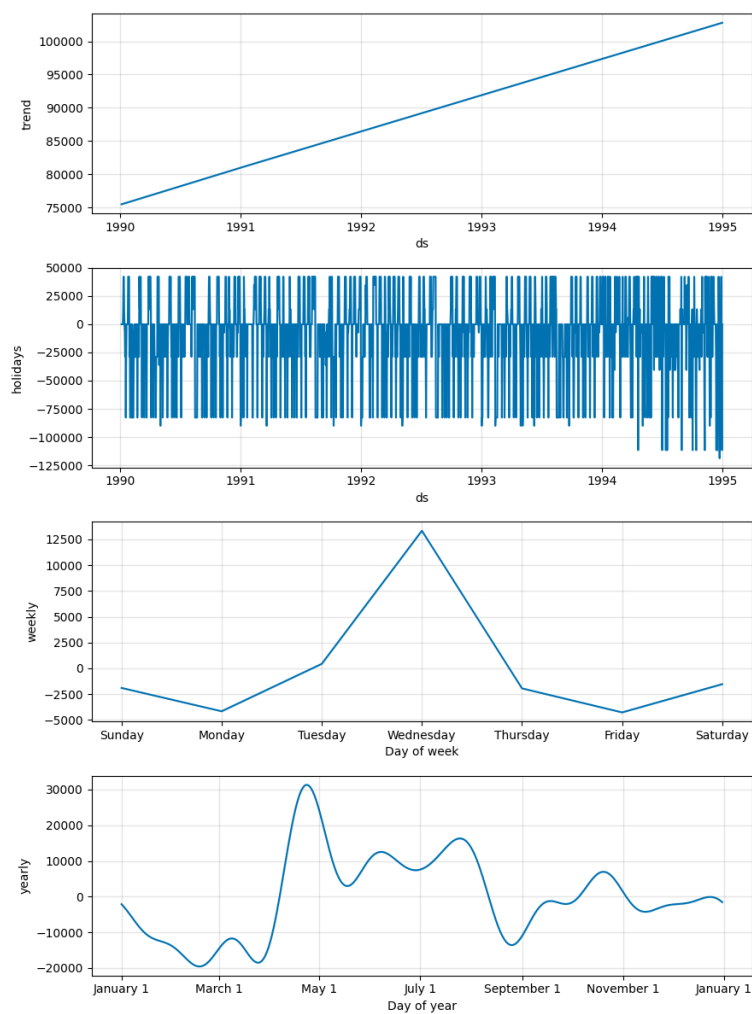 100000
95000
90000
85000
80000
75000
trend
1990 1991 1992 1993 1994 1995
ds
50000
25000
0
−25000
−50000
−75000
−100000
−125000
holidays
1990 1991 1992 1993 1994 1995
ds
12500
10000
7500
5000
2500
0
−2500
−5000
weekly
Sunday Monday Tuesday Wednesday Thursday Friday Saturday
Day of week
30000
20000
10000
0
−10000
−20000
yearly
January 1 March 1 May 1 July 1 September 1 November 1 January 1
Day of year